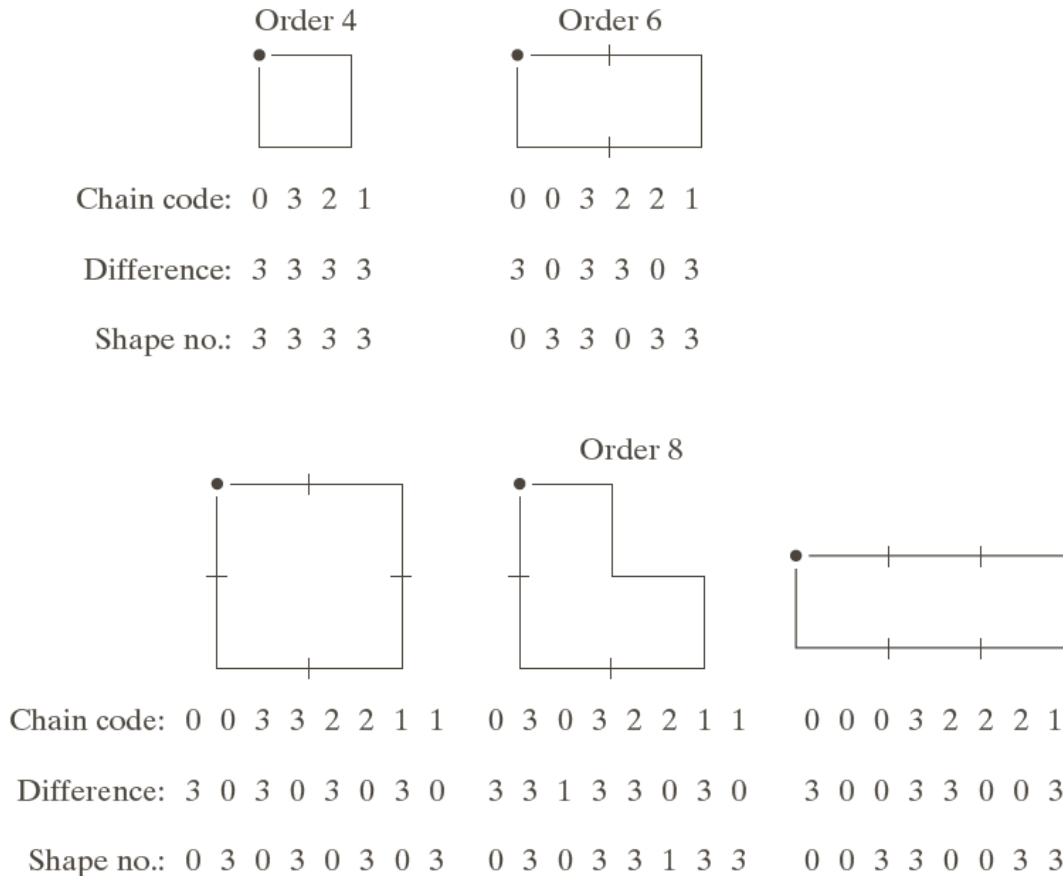 Order 4 Order 6
Chain code: 0 3 2 1 0 0 3 2 2 1
Difference: 3 3 3 3 3 0 3 3 0 3
Shape no.: 3 3 3 3 0 3 3 0 3 3
Order 8
Chain code: 0 0 3 3 2 2 1 1 0 3 0 3 2 2 1 1 0 0 0 3 2 2 2 1
Difference: 3 0 3 0 3 0 3 0 3 3 1 3 3 0 3 0 3 0 0 3 3 0 0 3
Shape no.: 0 3 0 3 0 3 0 3 0 3 0 3 3 1 3 3 0 0 3 3 0 0 3 3